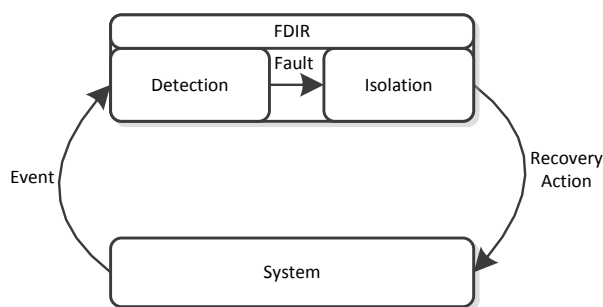 FDIR
Fault
Detection
Isolation
Event
Recovery
Action
System